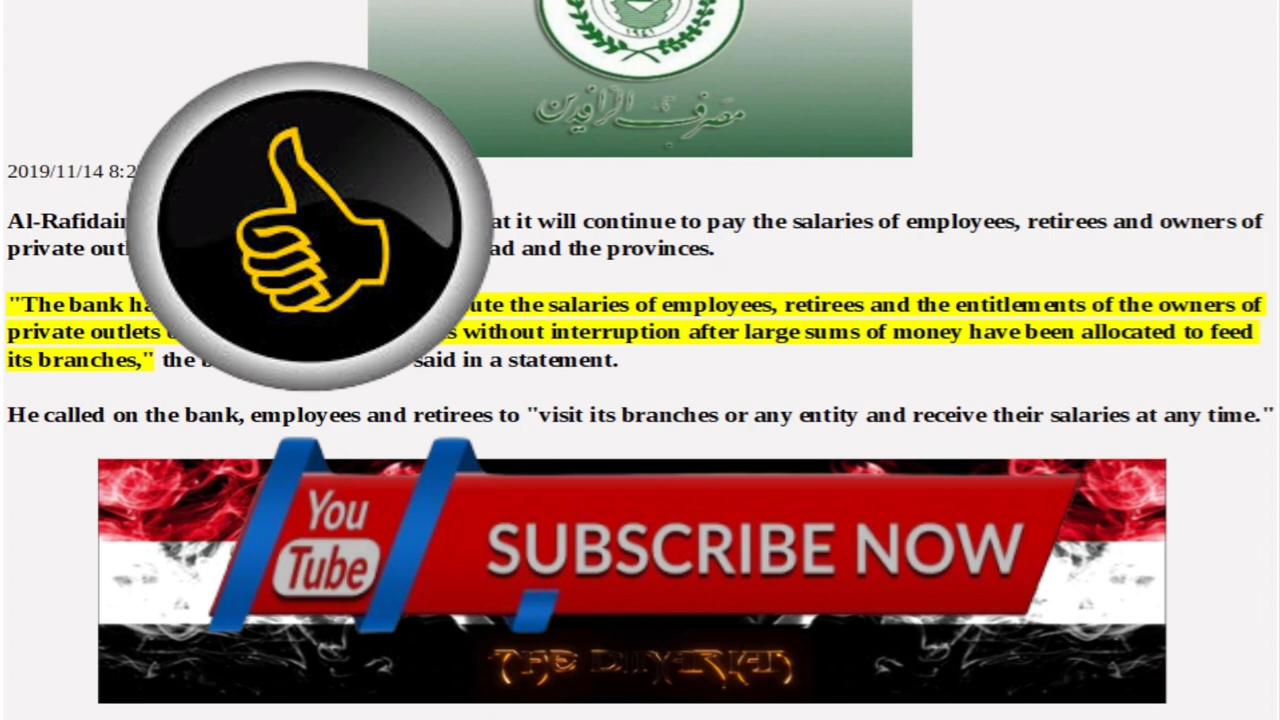 ١٩٤١
مصرف الرافدين
2019/11/14 8:2
Al-Rafidain at it will continue to pay the salaries of employees, retirees and owners of
private outl ad and the provinces.
"The bank ha ute the salaries of employees, retirees and the entitlements of the owners of
private outlets s without interruption after large sums of money have been allocated to feed
its branches," the said in a statement.
He called on the bank, employees and retirees to "visit its branches or any entity and receive their salaries at any time."
You
Tube
SUBSCRIBE NOW
THE DINARIAN